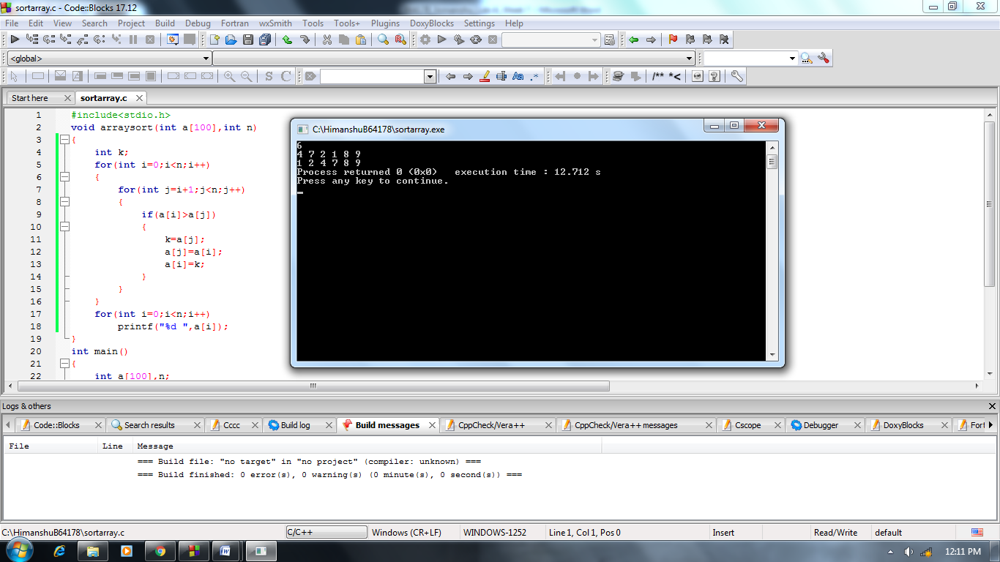 sortarray.c - Code::Blocks 17.12
File Edit View Search Project Build Debug Fortran wxSmith Tools Tools+ Plugins DoxyBlocks Settings Help
<global>
S C Aa .* /** *<
Start here sortarray.c
1 #include<stdio.h>
2 void arraysort(int a[100],int n)
3 {
4 int k;
5 for(int i=0;i<n;i++)
6 {
7 for(int j=i+1;j<n;j++)
8 {
9 if(a[i]>a[j])
10 {
11 k=a[j];
12 a[j]=a[i];
13 a[i]=k;
14 }
15 }
16 }
17 for(int i=0;i<n;i++)
18 printf("%d ",a[i]);
19 }
20 int main()
21 {
22 int a[100],n;
C:\HimanshuB64178\sortarray.exe
6
4 7 2 1 8 9
1 2 4 7 8 9
Process returned 0 (0x0) execution time : 12.712 s
Press any key to continue.
Logs & others
Code::Blocks Search results Cccc Build log Build messages CppCheck/Vera++ CppCheck/Vera++ messages Cscope Debugger DoxyBlocks Fort
File Line Message
=== Build file: "no target" in "no project" (compiler: unknown) ===
=== Build finished: 0 error(s), 0 warning(s) (0 minute(s), 0 second(s)) ===
C:\HimanshuB64178\sortarray.c C/C++ Windows (CR+LF) WINDOWS-1252 Line 1, Col 1, Pos 0 Insert Read/Write default
12:11 PM